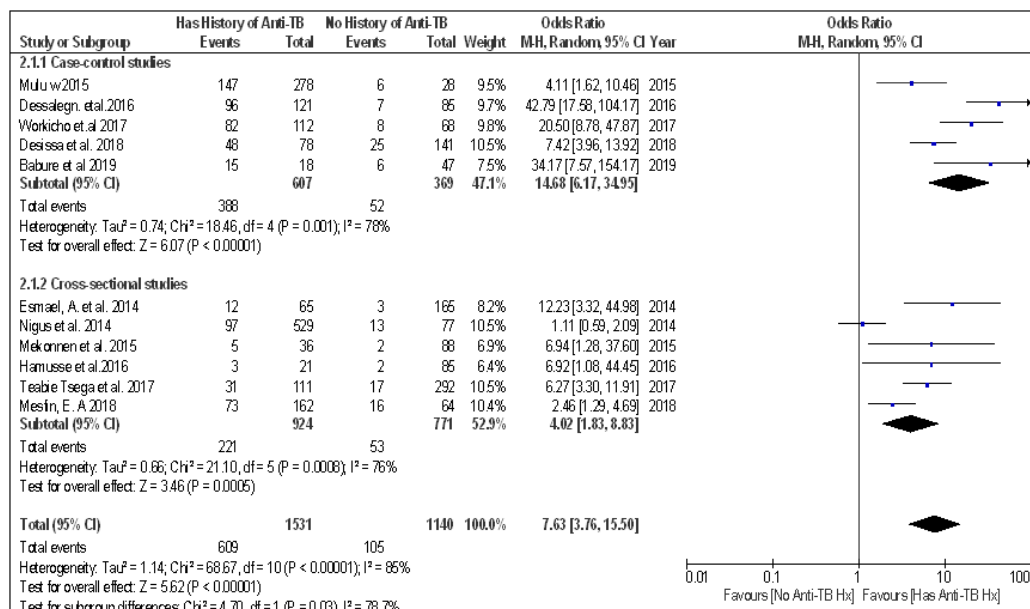 Has History of Anti-TB No History of Anti-TB Odds Ratio Odds Ratio
Study or Subgroup Events Total Events Total Weight M-H, Random, 95% CI Year M-H, Random, 95% CI
2.1.1 Case-control studies
Mulu w 2015 147 278 6 28 9.5% 4.11 [1.62, 10.46] 2015
Dessalegn. et al.2016 96 121 7 85 9.7% 42.79 [17.58, 104.17] 2016
Workicho et.al 2017 82 112 8 68 9.8% 20.50 [8.78, 47.87] 2017
Desissa et al. 2018 48 78 25 141 10.5% 7.42 [3.96, 13.92] 2018
Babure et al 2019 15 18 6 47 7.5% 34.17 [7.57, 154.17] 2019
Subtotal (95% CI) 607 369 47.1% 14.68 [6.17, 34.95]
Total events 388 52
Heterogeneity: Tau² = 0.74; Chi² = 18.46, df = 4 (P = 0.001); I² = 78%
Test for overall effect: Z = 6.07 (P < 0.00001)
2.1.2 Cross-sectional studies
Esmael, A. et al. 2014 12 65 3 165 8.2% 12.23 [3.32, 44.98] 2014
Nigus et al. 2014 97 529 13 77 10.5% 1.11 [0.59, 2.09] 2014
Mekonnen et al. 2015 5 36 2 88 6.9% 6.94 [1.28, 37.60] 2015
Hamusse et al.2016 3 21 2 85 6.4% 6.92 [1.08, 44.45] 2016
Teabie Tsega et al. 2017 31 111 17 292 10.5% 6.27 [3.30, 11.91] 2017
Mesfin, E. A 2018 73 162 16 64 10.4% 2.46 [1.29, 4.69] 2018
Subtotal (95% CI) 924 771 52.9% 4.02 [1.83, 8.83]
Total events 221 53
Heterogeneity: Tau² = 0.66; Chi² = 21.10, df = 5 (P = 0.0008); I² = 76%
Test for overall effect: Z = 3.46 (P = 0.0005)
Total (95% CI) 1531 1140 100.0% 7.63 [3.76, 15.50]
Total events 609 105
Heterogeneity: Tau² = 1.14; Chi² = 68.67, df = 10 (P < 0.00001); I² = 85%
Test for overall effect: Z = 5.62 (P < 0.00001)
Test for subgroup differences: Chi² = 4.70, df = 1 (P = 0.03), I² = 78.7%
0.01 0.1 1 10 100
Favours [No Anti-TB Hx] Favours [Has Anti-TB Hx]